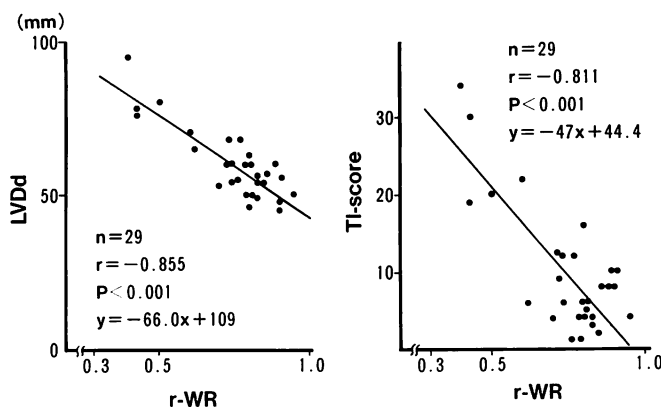 (mm)
100
50
0
LVDd
n=29
r=-0.855
P<0.001
y=-66.0x+109
0.3
0.5
1.0
r-WR
30
20
10
TI-score
n=29
r=-0.811
P<0.001
y=-47x+44.4
0.3
0.5
1.0
r-WR